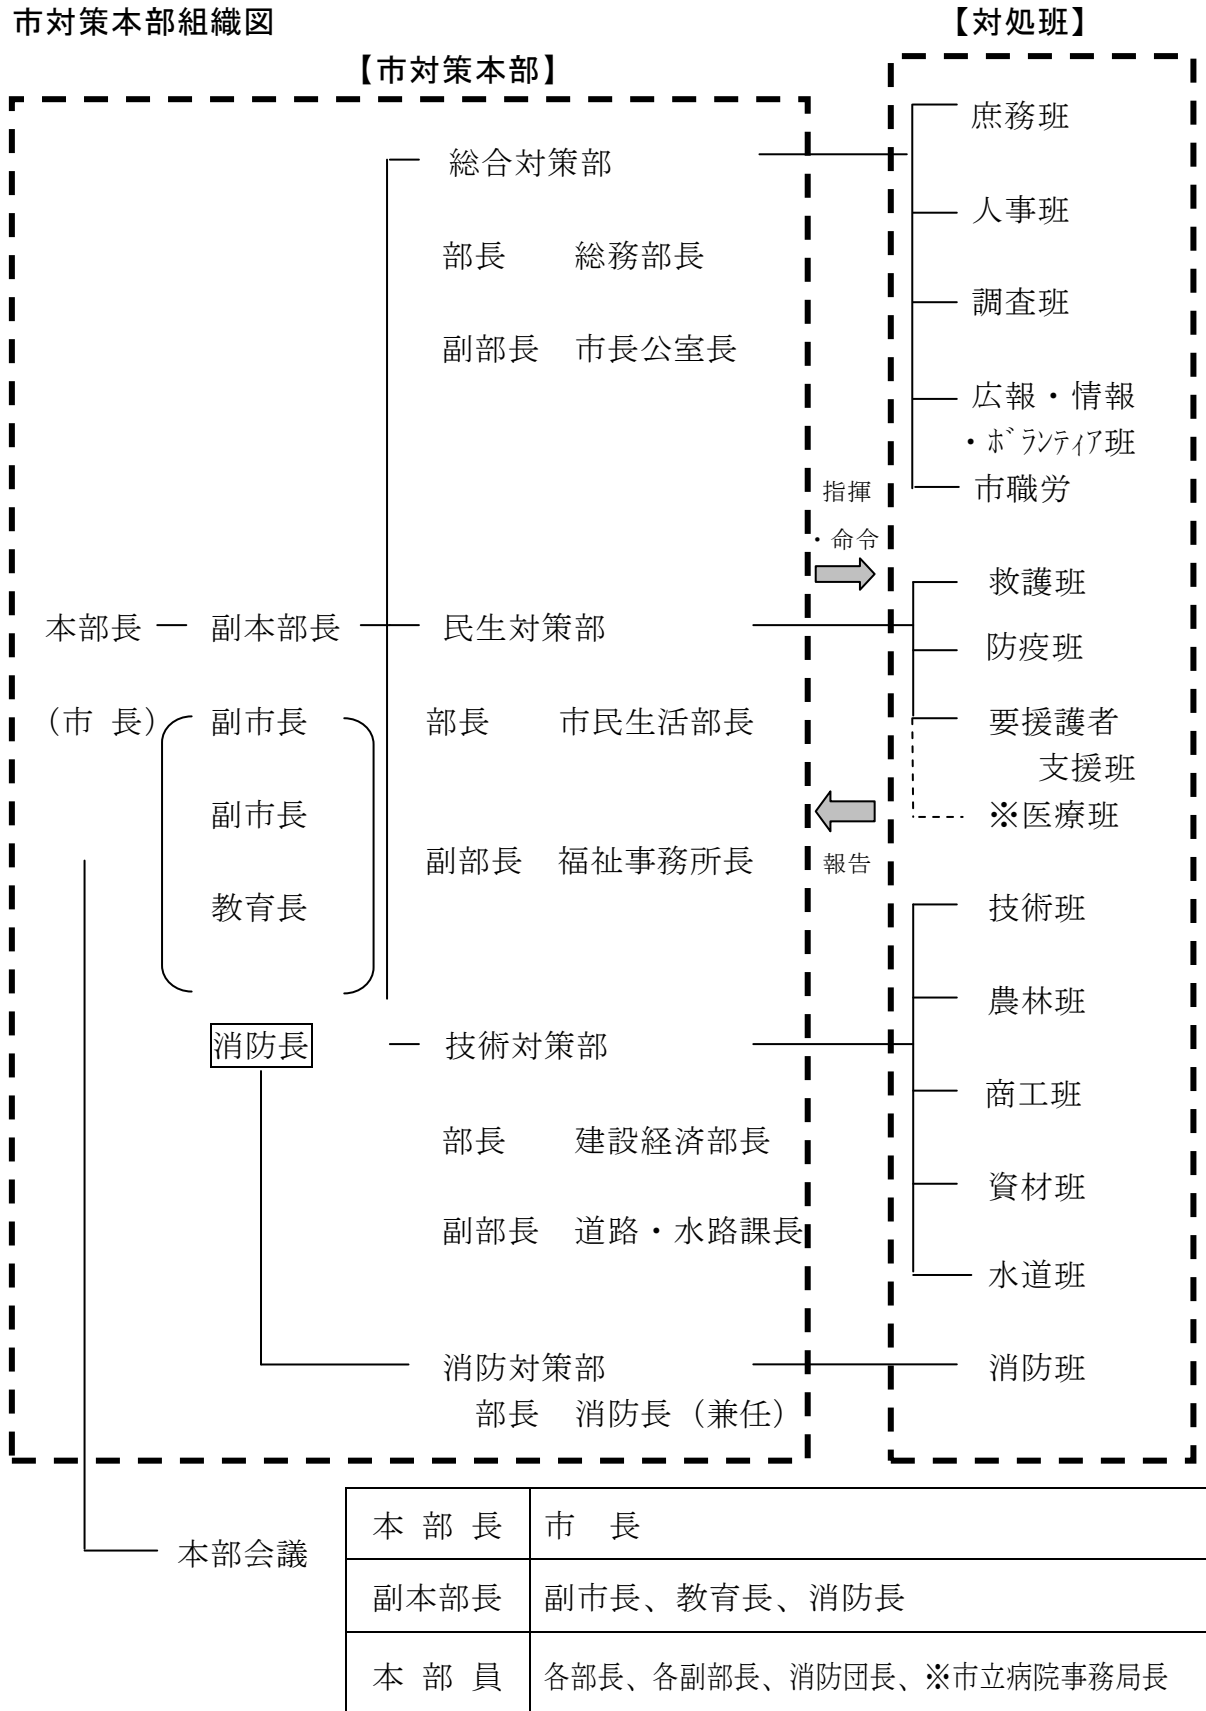 市対策本部組織図
【対処班】
【市対策本部】
庶務班
総合対策部
人事班
部長　総務部長
調査班
副部長　市長公室長
広報・情報
・ボランティア班
指揮
市職労
・命令
救護班
本部長　副本部長　民生対策部
防疫班
（市 長）　副市長　部長　市民生活部長
要援護者
支援班
副市長
※医療班
副部長　福祉事務所長
報告
教育長
技術班
農林班
消防長　技術対策部
商工班
部長　建設経済部長
資材班
副部長　道路・水路課長
水道班
消防対策部
消防班
部長　消防長（兼任）
本部会議
本 部 長　市　長
副本部長　副市長、教育長、消防長
本 部 員　各部長、各副部長、消防団長、※市立病院事務局長